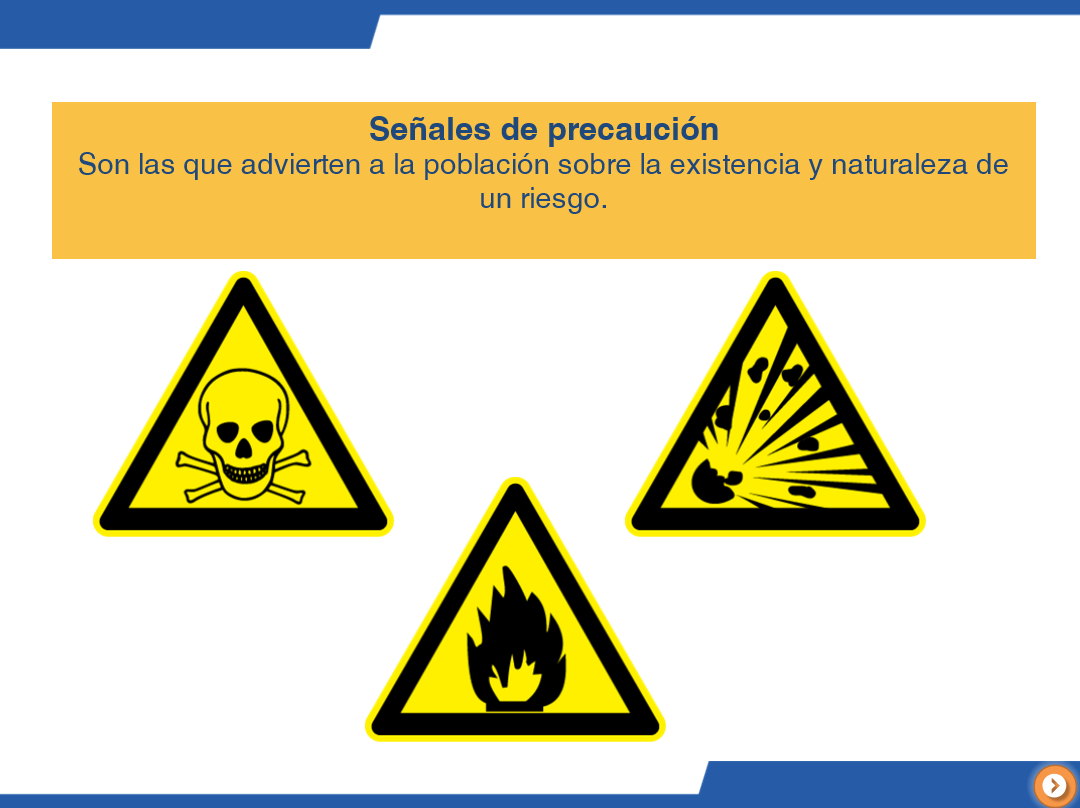 Señales de precaución
Son las que advierten a la población sobre la existencia y naturaleza de
un riesgo.